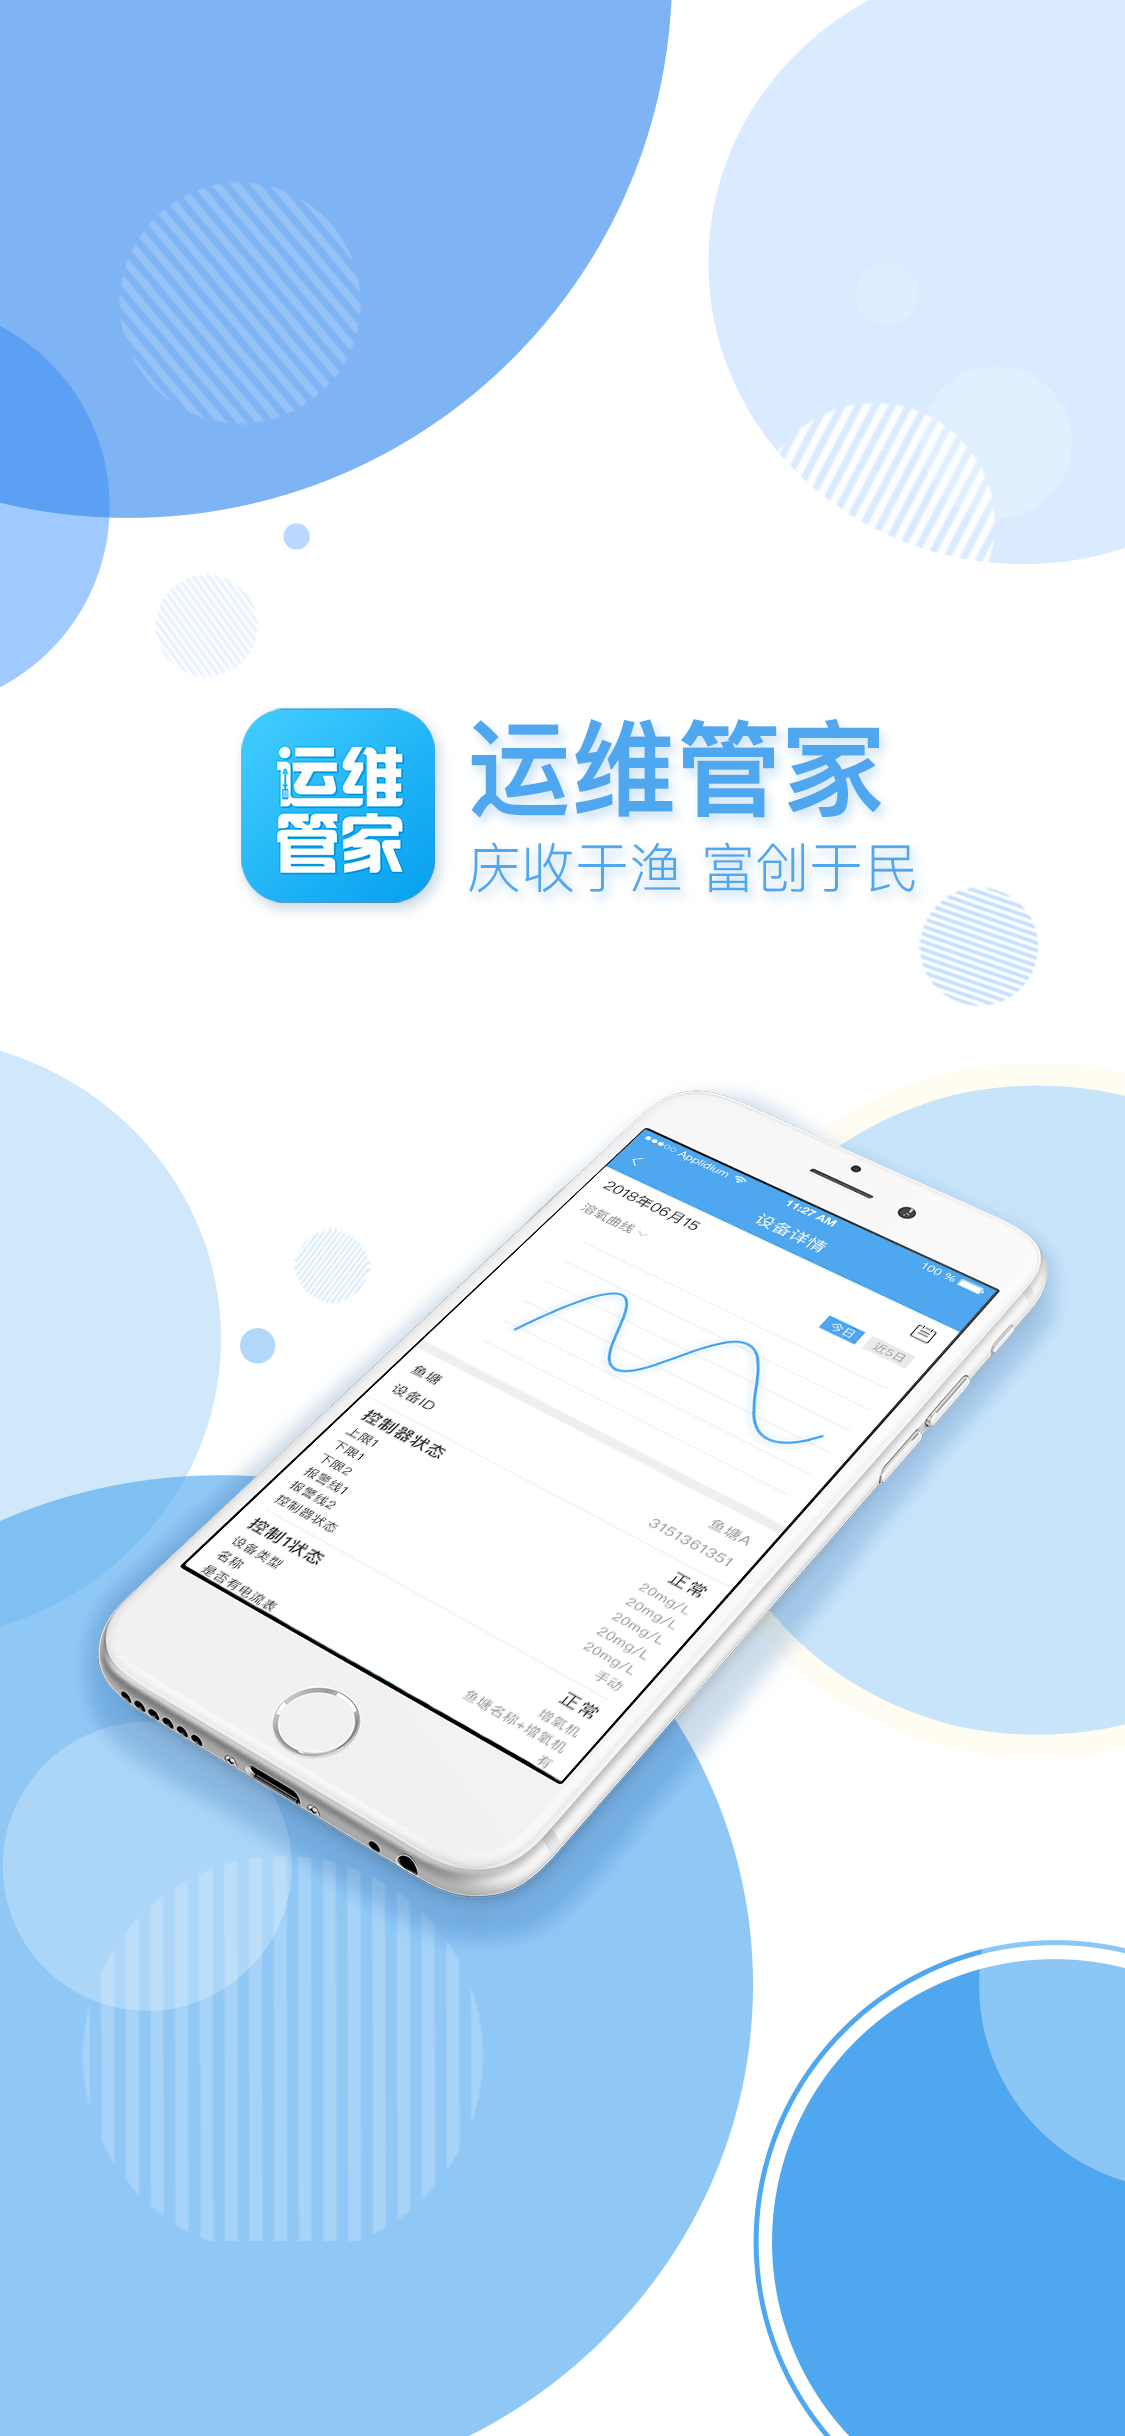 运维
管家
运维管家
庆收于渔 富创于民
Applidium
11:27 AM
100 %
设备详情
2018年06月15
溶氧曲线
今日
近5日
鱼塘
鱼塘A
设备ID
3151361351
控制器状态
正常
上限1
20mg/L
下限1
20mg/L
下限2
20mg/L
报警线1
20mg/L
报警线2
20mg/L
控制器状态
手动
控制1状态
正常
设备类型
增氧机
名称
鱼塘名称+增氧机
是否有电流表
有